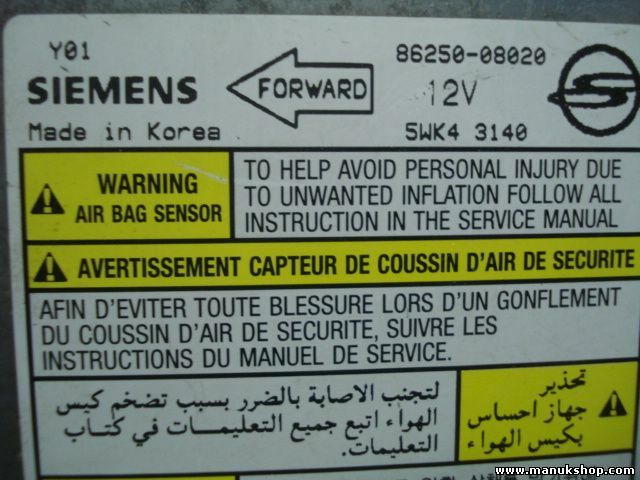 Y01
86250-08020
SIEMENS
FORWARD
12V
Made in Korea
5WK4 3140
WARNING
AIR BAG SENSOR
TO HELP AVOID PERSONAL INJURY DUE
TO UNWANTED INFLATION FOLLOW ALL
INSTRUCTION IN THE SERVICE MANUAL
AVERTISSEMENT CAPTEUR DE COUSSIN D'AIR DE SECURITE
AFIN D'EVITER TOUTE BLESSURE LORS D'UN GONFLEMENT
DU COUSSIN D'AIR DE SECURITE, SUIVRE LES
INSTRUCTIONS DU MANUEL DE SERVICE.
تحذير
جهاز احساس
بكيس الهواء
لتجنب الاصابة بالضرر بسبب تضخم كيس
الهواء اتبع جميع التعليمات في كتاب
التعليمات.
www.manukshop.com